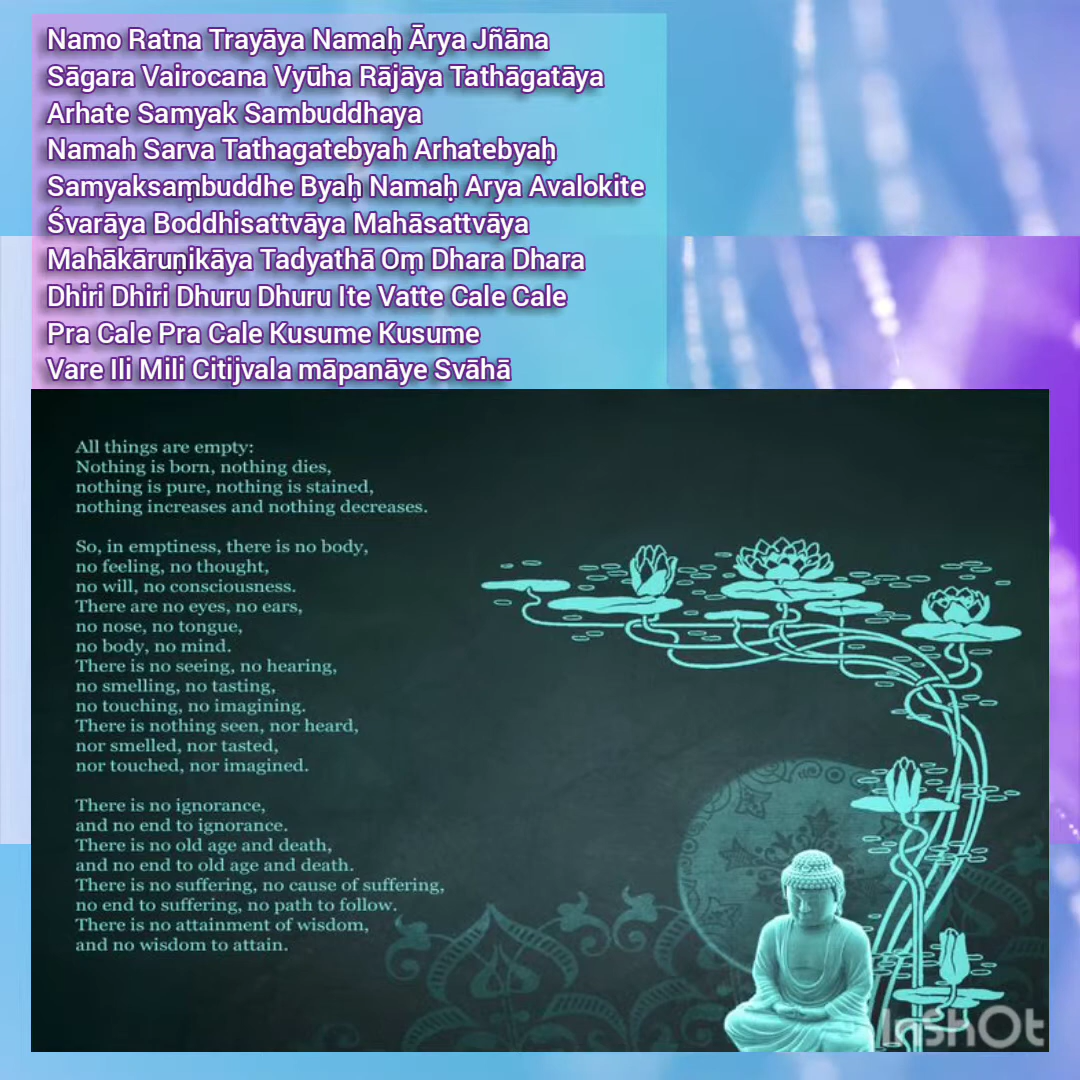 Namo Ratna Trayāya Namaḥ Ārya Jñāna
Sāgara Vairocana Vyūha Rājāya Tathāgatāya
Arhate Samyak Sambuddhaya
Namah Sarva Tathagatebyah Arhatebyaḥ
Samyaksaṃbuddhe Byaḥ Namaḥ Arya Avalokite
Śvarāya Boddhisattvāya Mahāsattvāya
Mahākāruṇikāya Tadyathā Oṃ Dhara Dhara
Dhiri Dhiri Dhuru Dhuru Ite Vatte Cale Cale
Pra Cale Pra Cale Kusume Kusume
Vare Ili Mili Citijvala māpanāye Svāhā
All things are empty:
Nothing is born, nothing dies,
nothing is pure, nothing is stained,
nothing increases and nothing decreases.
So, in emptiness, there is no body,
no feeling, no thought,
no will, no consciousness.
There are no eyes, no ears,
no nose, no tongue,
no body, no mind.
There is no seeing, no hearing,
no smelling, no tasting,
no touching, no imagining.
There is nothing seen, nor heard,
nor smelled, nor tasted,
nor touched, nor imagined.
There is no ignorance,
and no end to ignorance.
There is no old age and death,
and no end to old age and death.
There is no suffering, no cause of suffering,
no end to suffering, no path to follow.
There is no attainment of wisdom,
and no wisdom to attain.
InShOt